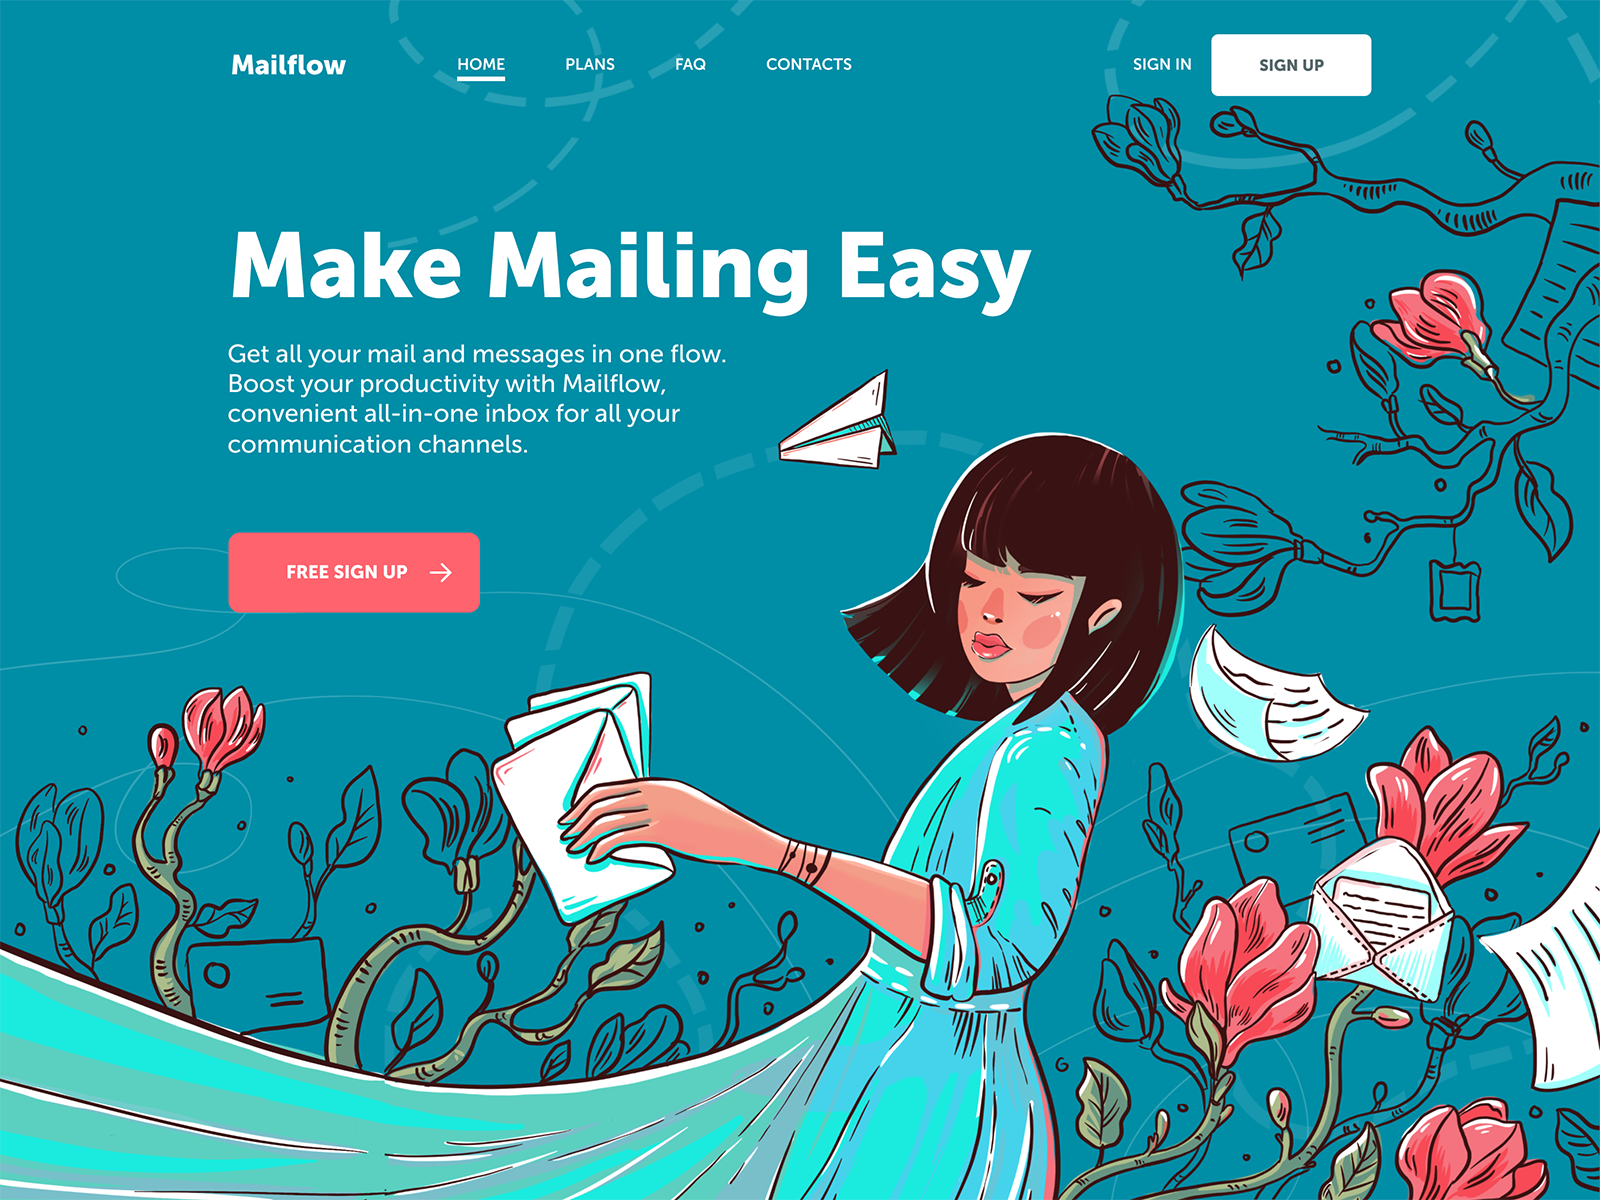 Mailflow
HOME
PLANS
FAQ
CONTACTS
SIGN IN
SIGN UP
Make Mailing Easy
Get all your mail and messages in one flow.
Boost your productivity with Mailflow,
convenient all-in-one inbox for all your
communication channels.
FREE SIGN UP